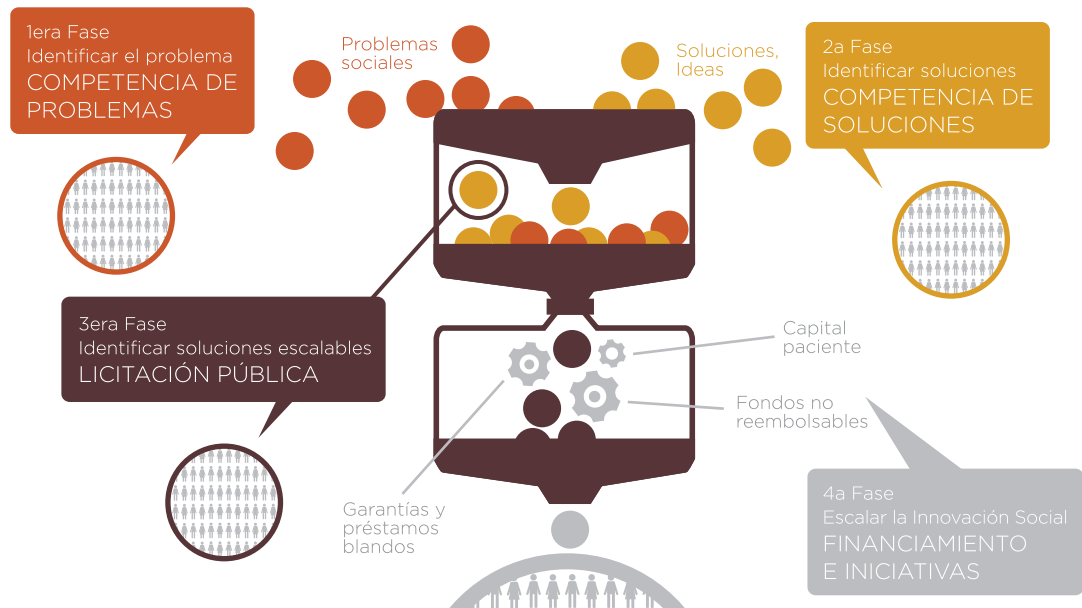 1era Fase
Identificar el problema
COMPETENCIA DE
PROBLEMAS
Problemas
sociales
Soluciones,
Ideas
2a Fase
Identificar soluciones
COMPETENCIA DE
SOLUCIONES
3era Fase
Identificar soluciones escalables
LICITACIÓN PÚBLICA
Capital
paciente
Fondos no
reembolsables
Garantías y
préstamos
blandos
4a Fase
Escalar la Innovación Social
FINANCIAMIENTO
E INICIATIVAS